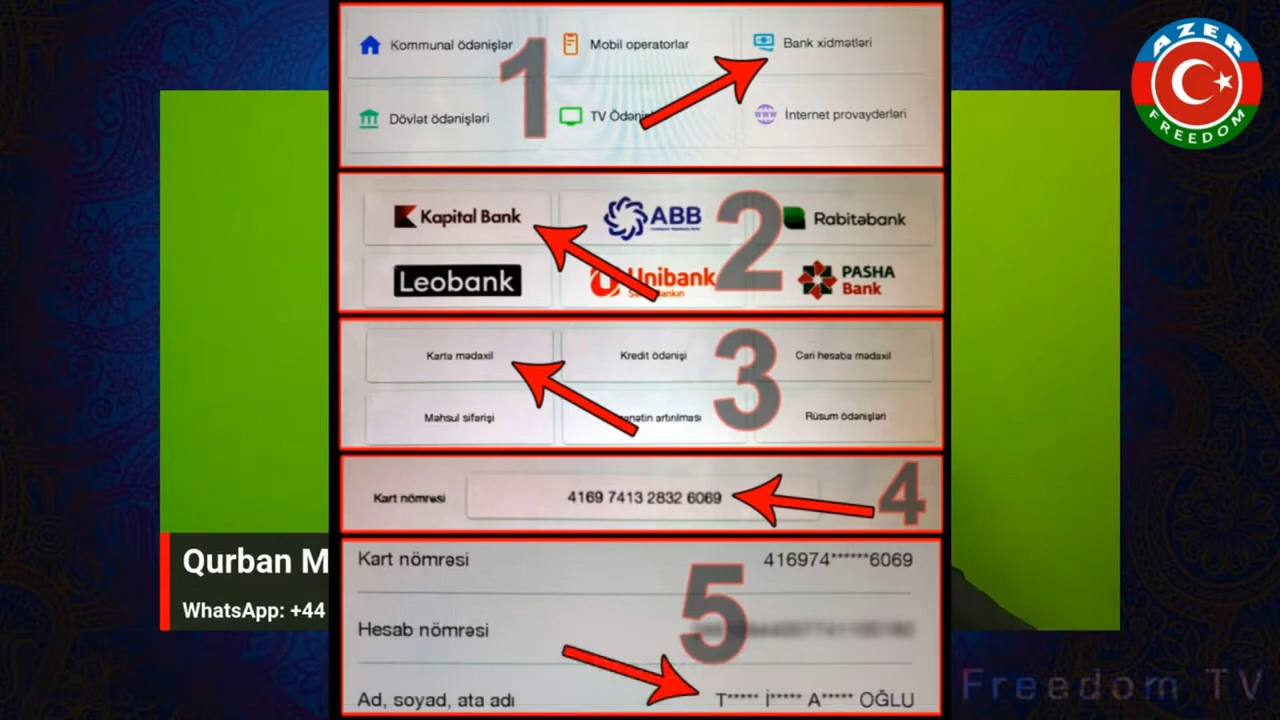 Kommunal ödənişlər
Mobil operatorlar
Bank xidmətləri
1
Dövlət ödənişləri
TV
İnternet provayderləri
www
Kapital Bank
ABB
Rabitəbank
2
Leobank
Unibank
PASHA
Bank
Karta mədaxil
Kredit ödənişi
Cari hesaba mədaxil
3
Məhsul sifarişi
artırılması
Rüsum ödənişləri
Kart nömrəsi
4169 7413 2832 6069
4
Kart nömrəsi
416974******6069
5
Hesab nömrəsi
Ad, soyad, ata adı
T***** İ***** A***** OĞLU
Qurban M
WhatsApp: +44
AZER
FREEDOM
Freedom TV